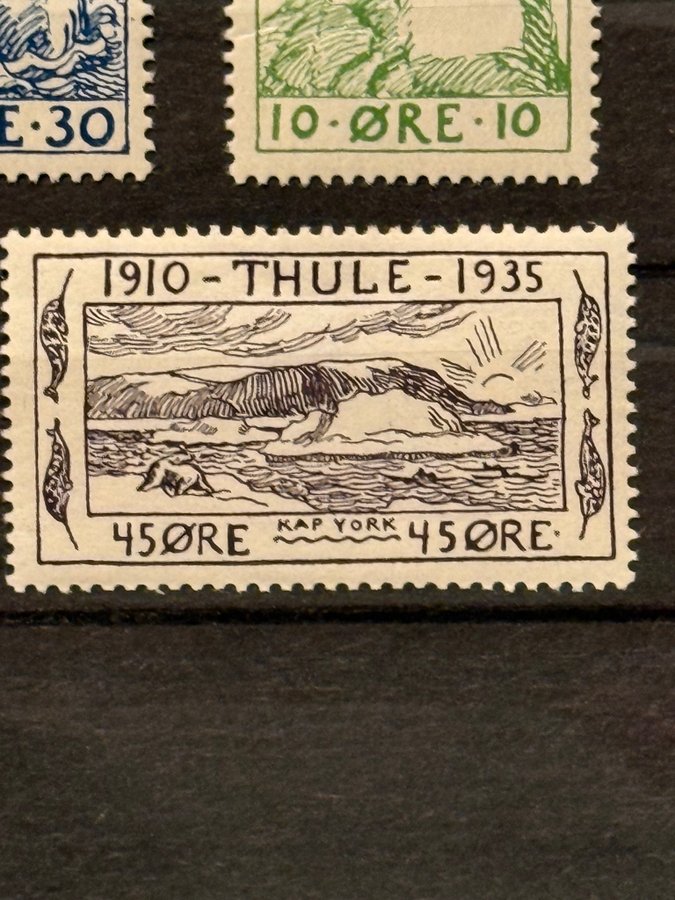 E·30
10·ØRE·10
1910 - THULE - 1935
45ØRE KAP YORK 45ØRE.